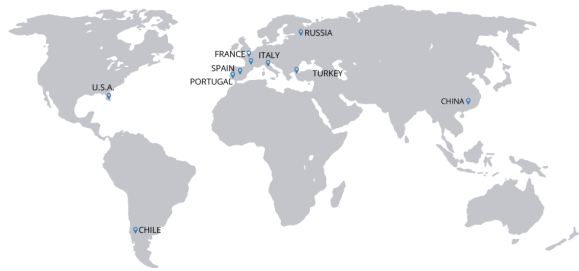 RUSSIA
FRANCE
ITALY
SPAIN
TURKEY
PORTUGAL
U.S.A.
CHINA
CHILE